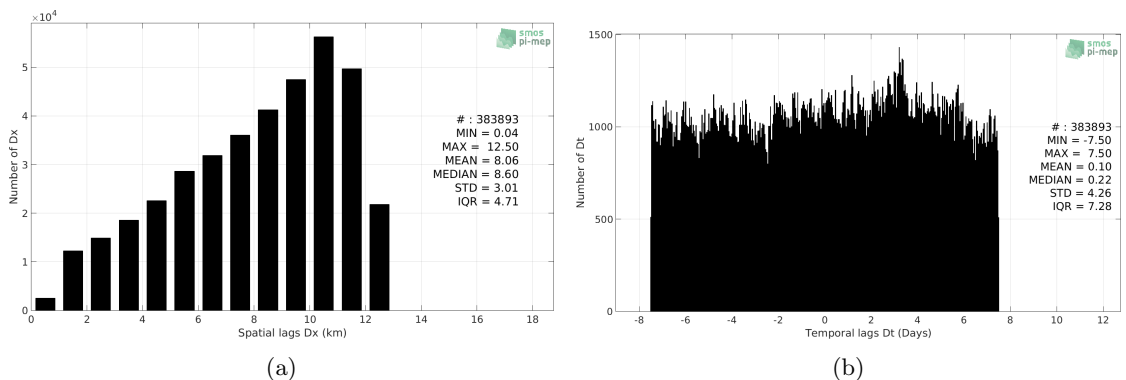 ×10⁴
5
4
3
2
1
0
0 2 4 6 8 10 12 14 16 18
Number of Dx
Spatial lags Dx (km)
smos
pi-mep
# : 383893
MIN = 0.04
MAX = 12.50
MEAN = 8.06
MEDIAN = 8.60
STD = 3.01
IQR = 4.71
(a)
1500
1000
500
0
-8 -6 -4 -2 0 2 4 6 8 10 12
Number of Dt
Temporal lags Dt (Days)
smos
pi-mep
# : 383893
MIN = -7.50
MAX = 7.50
MEAN = 0.10
MEDIAN = 0.22
STD = 4.26
IQR = 7.28
(b)